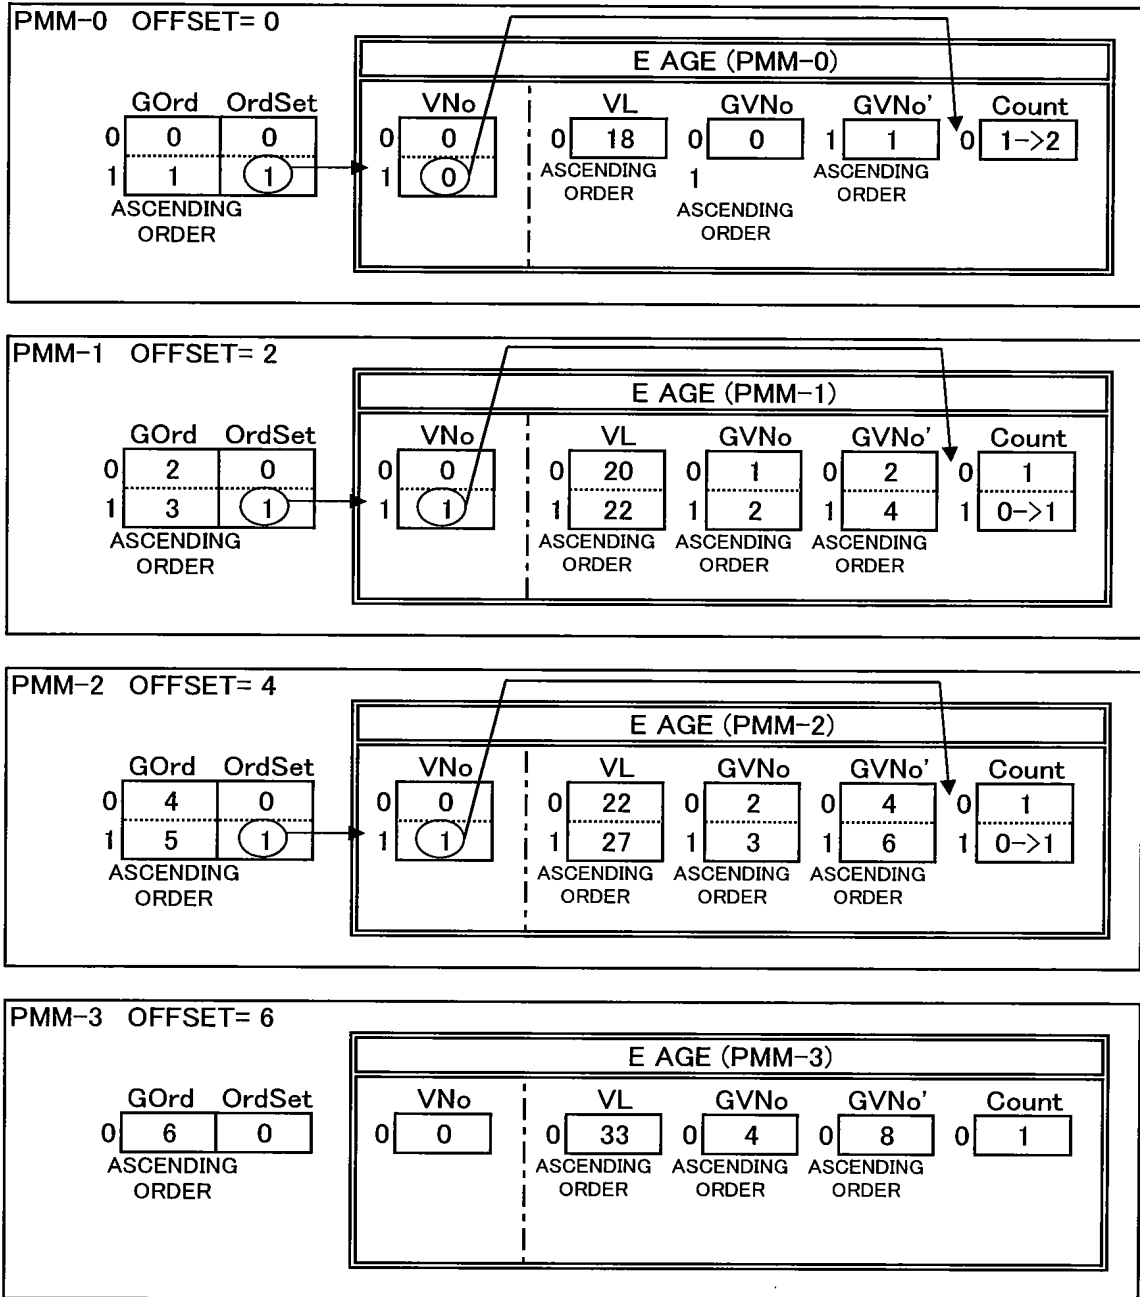 PMM-0 OFFSET= 0
E AGE (PMM-0)
GOrd OrdSet VNo VL GVNo GVNo' Count
0 0 0 0 0 0 18 0 0 1 1 0 1->2
1 1 1 1 0 ASCENDING 1 ASCENDING
ASCENDING ORDER ASCENDING ORDER
ORDER ORDER
PMM-1 OFFSET= 2
E AGE (PMM-1)
GOrd OrdSet VNo VL GVNo GVNo' Count
0 2 0 0 0 0 20 0 1 0 2 0 1
1 3 1 1 1 1 22 1 2 1 4 1 0->1
ASCENDING ASCENDING ASCENDING ASCENDING
ORDER ORDER ORDER ORDER
PMM-2 OFFSET= 4
E AGE (PMM-2)
GOrd OrdSet VNo VL GVNo GVNo' Count
0 4 0 0 0 0 22 0 2 0 4 0 1
1 5 1 1 1 1 27 1 3 1 6 1 0->1
ASCENDING ASCENDING ASCENDING ASCENDING
ORDER ORDER ORDER ORDER
PMM-3 OFFSET= 6
E AGE (PMM-3)
GOrd OrdSet VNo VL GVNo GVNo' Count
0 6 0 0 0 0 33 0 4 0 8 0 1
ASCENDING ASCENDING ASCENDING ASCENDING
ORDER ORDER ORDER ORDER